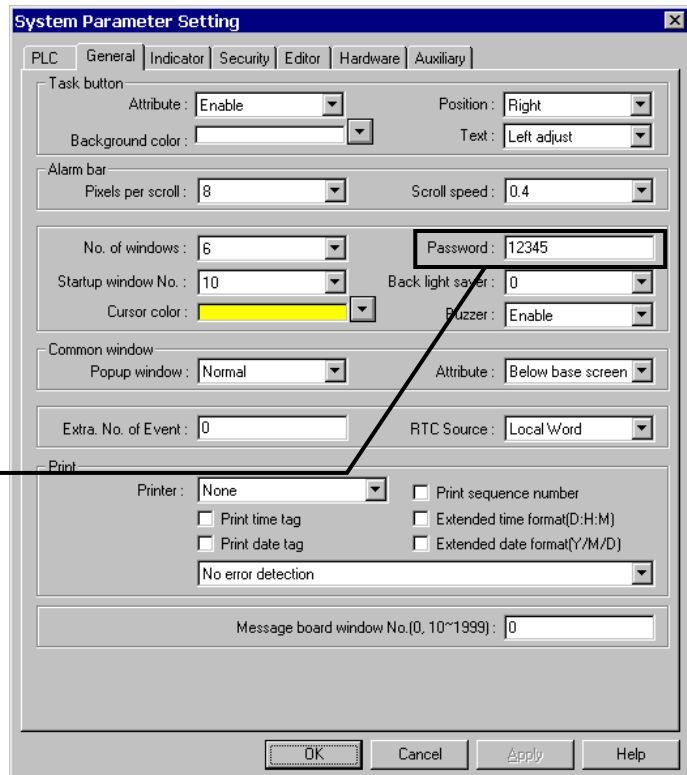 System Parameter Setting
PLC General Indicator Security Editor Hardware Auxiliary
Task button
Attribute : Enable Position : Right
Background color : Text : Left adjust
Alarm bar
Pixels per scroll : 8 Scroll speed : 0.4
No. of windows : 6 Password : 12345
Startup window No. : 10 Back light saver : 0
Cursor color : Buzzer : Enable
Common window
Popup window : Normal Attribute : Below base screen
Extra. No. of Event : 0 RTC Source : Local Word
Print
Printer : None Print sequence number
Print time tag Extended time format(D:H:M)
Print date tag Extended date format(Y/M/D)
No error detection
Message board window No.(0, 10~1999) : 0
OK Cancel Apply Help